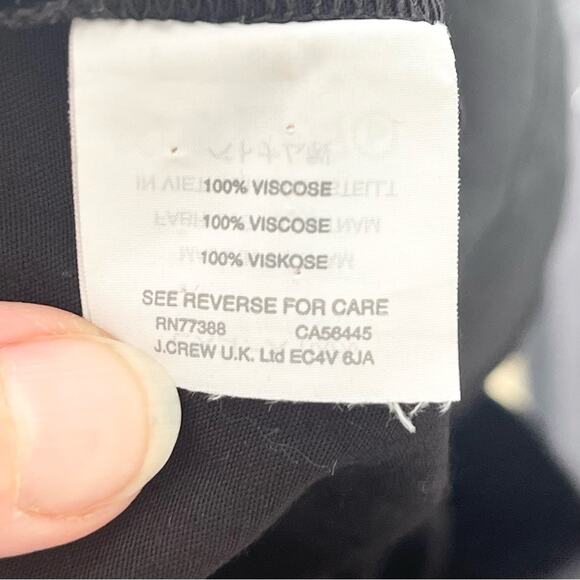 100% VISCOSE
100% VISCOSE
100% VISKOSE
SEE REVERSE FOR CARE
RN77388 CA56445
J.CREW U.K. Ltd EC4V 6JA